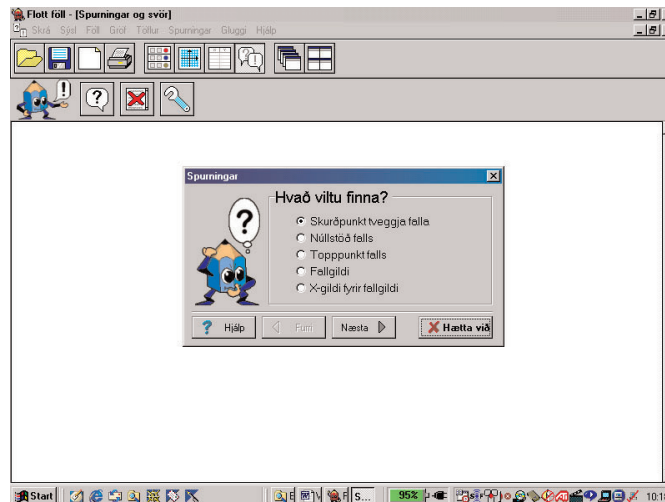 Flott föll - [Spurningar og svör]
Skrá Sýsl Föll Gröf Töflur Spurningar Gluggi Hjálp
Spurningar
Hvað viltu finna?
Skurðpunkt tveggja falla
Núllstöð falls
Topppunkt falls
Fallgildi
X-gildi fyrir fallgildi
Hjálp
Næsta
Hætta við
Start
S...
95%